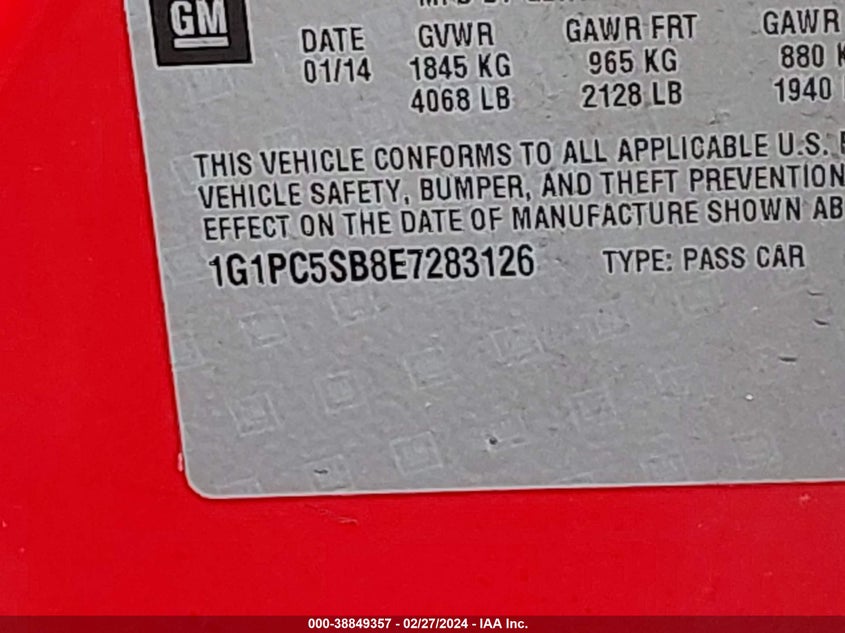 GM
DATE GVWR GAWR FRT GAWR
01/14 1845 KG 965 KG 880
4068 LB 2128 LB 1940
THIS VEHICLE CONFORMS TO ALL APPLICABLE U.S.
VEHICLE SAFETY, BUMPER, AND THEFT PREVENTION
EFFECT ON THE DATE OF MANUFACTURE SHOWN AB
1G1PC5SB8E7283126 TYPE: PASS CAR
000-38849357 - 02/27/2024 - IAA Inc.